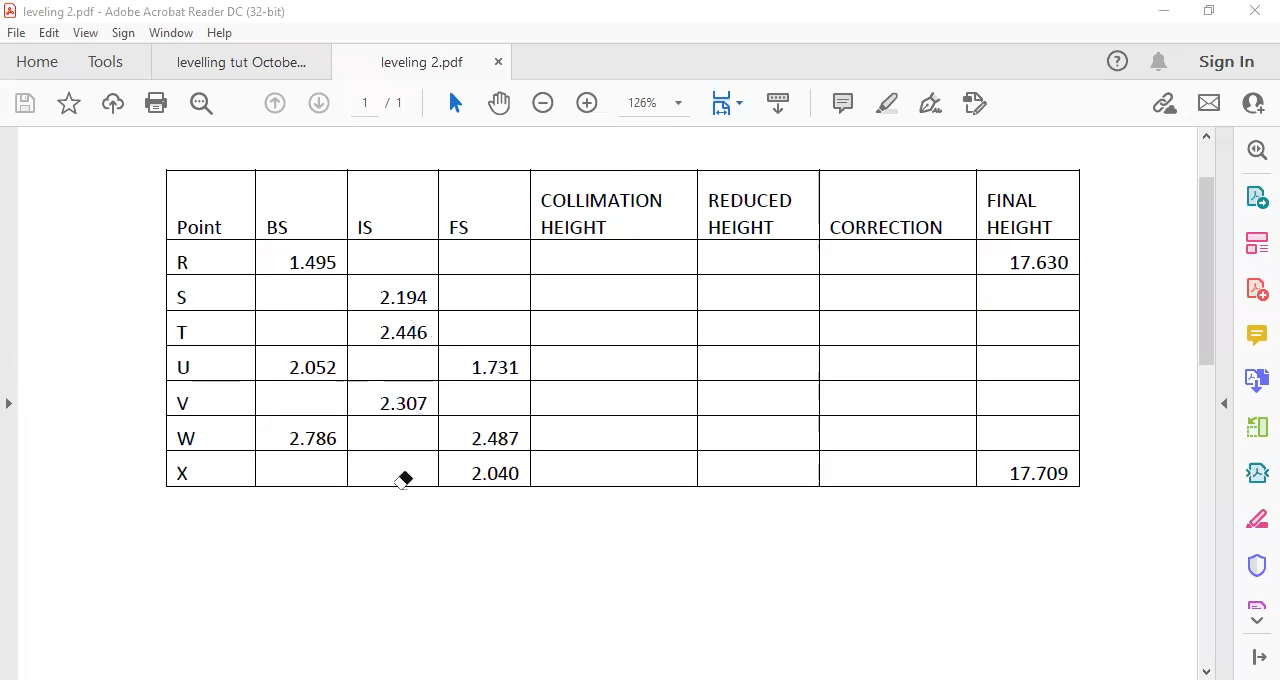 leveling 2.pdf - Adobe Acrobat Reader DC (32-bit)
File Edit View Sign Window Help
Home Tools levelling tut Octobe... leveling 2.pdf × Sign In
1 / 1 126%
COLLIMATION REDUCED FINAL
Point BS IS FS HEIGHT HEIGHT CORRECTION HEIGHT
R 1.495 17.630
S 2.194
T 2.446
U 2.052 1.731
V 2.307
W 2.786 2.487
X 2.040 17.709